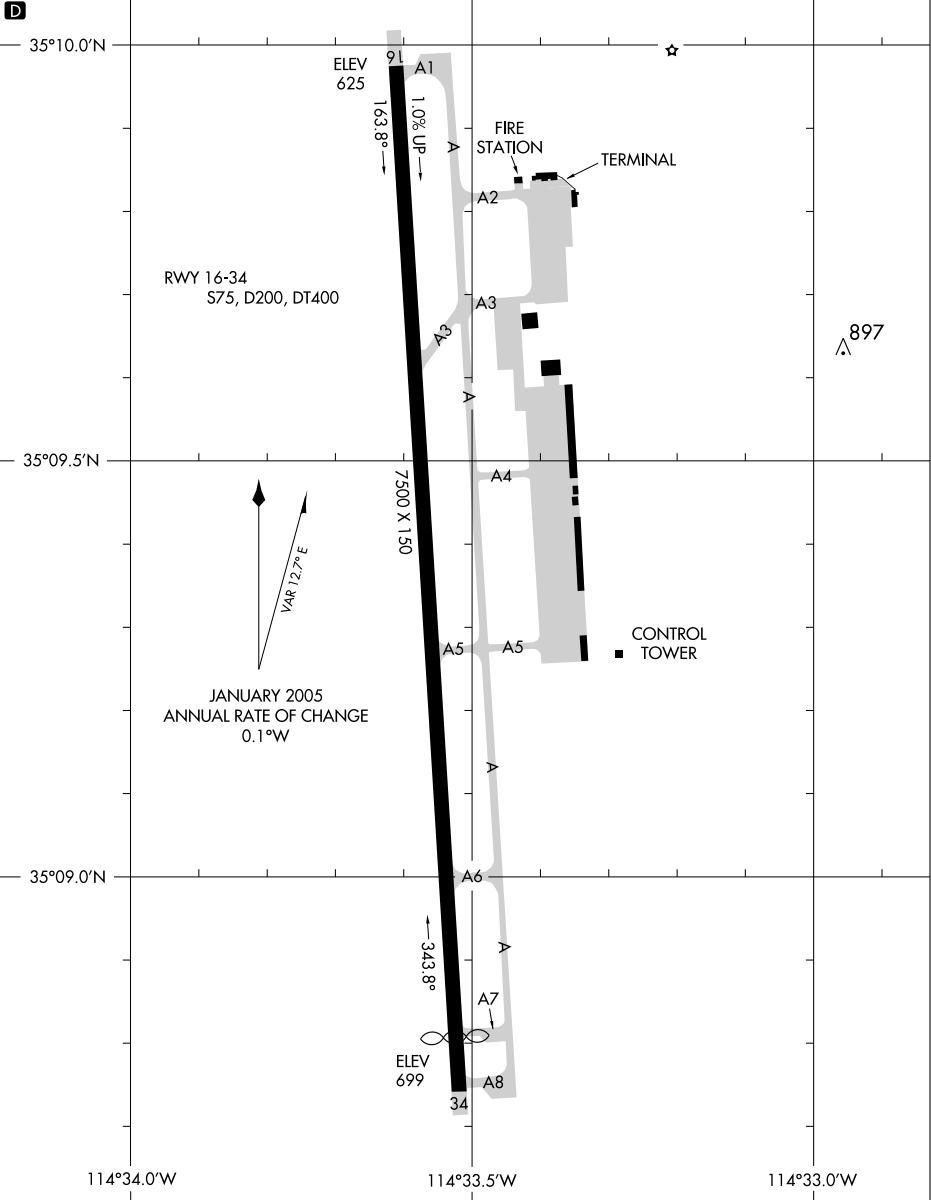 D
35°10.0'N
ELEV
625
16
A1
163.8°
1.0% UP
A
FIRE
STATION
TERMINAL
A2
RWY 16-34
S75, D200, DT400
A3
A3
897
A
35°09.5'N
A4
7500 X 150
VAR 12.7° E
A5
A5
CONTROL
TOWER
JANUARY 2005
ANNUAL RATE OF CHANGE
0.1°W
A
35°09.0'N
A6
343.8°
A
A7
ELEV
699
A8
34
114°34.0'W
114°33.5'W
114°33.0'W